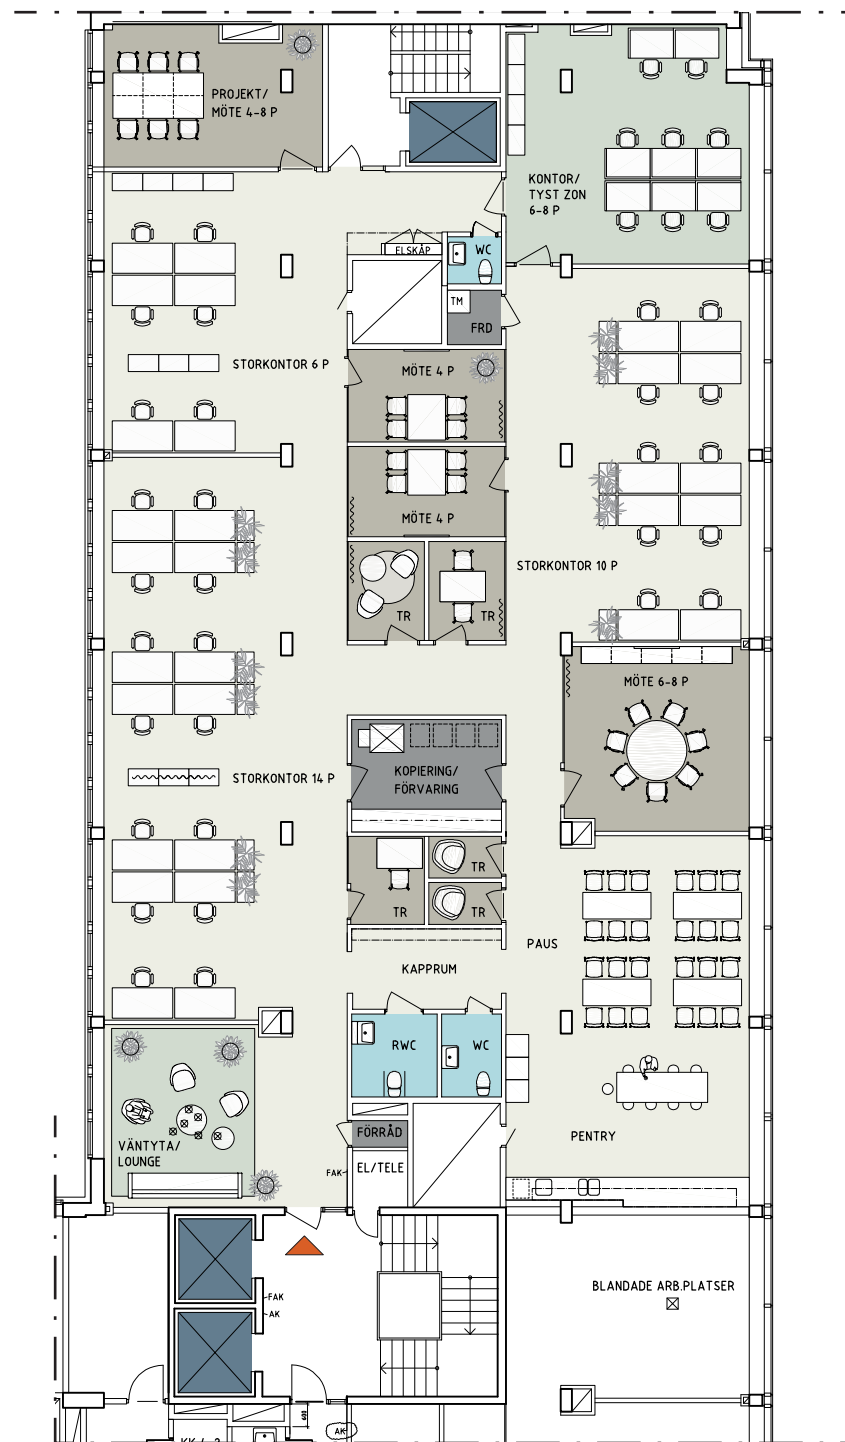 PROJEKT/
MÖTE 4-8 P
KONTOR/
TYST ZON
6-8 P
ELSKÅP
WC
TM
FRD
STORKONTOR 6 P
MÖTE 4 P
MÖTE 4 P
STORKONTOR 10 P
TR
TR
MÖTE 6-8 P
KOPIERING/
FÖRVARING
STORKONTOR 14 P
TR
TR
TR
PAUS
KAPPRUM
RWC
WC
FÖRRÅD
PENTRY
VÄNTYTA/
LOUNGE
FAK
EL/TELE
BLANDADE ARB.PLATSER
FAK
AK
AK